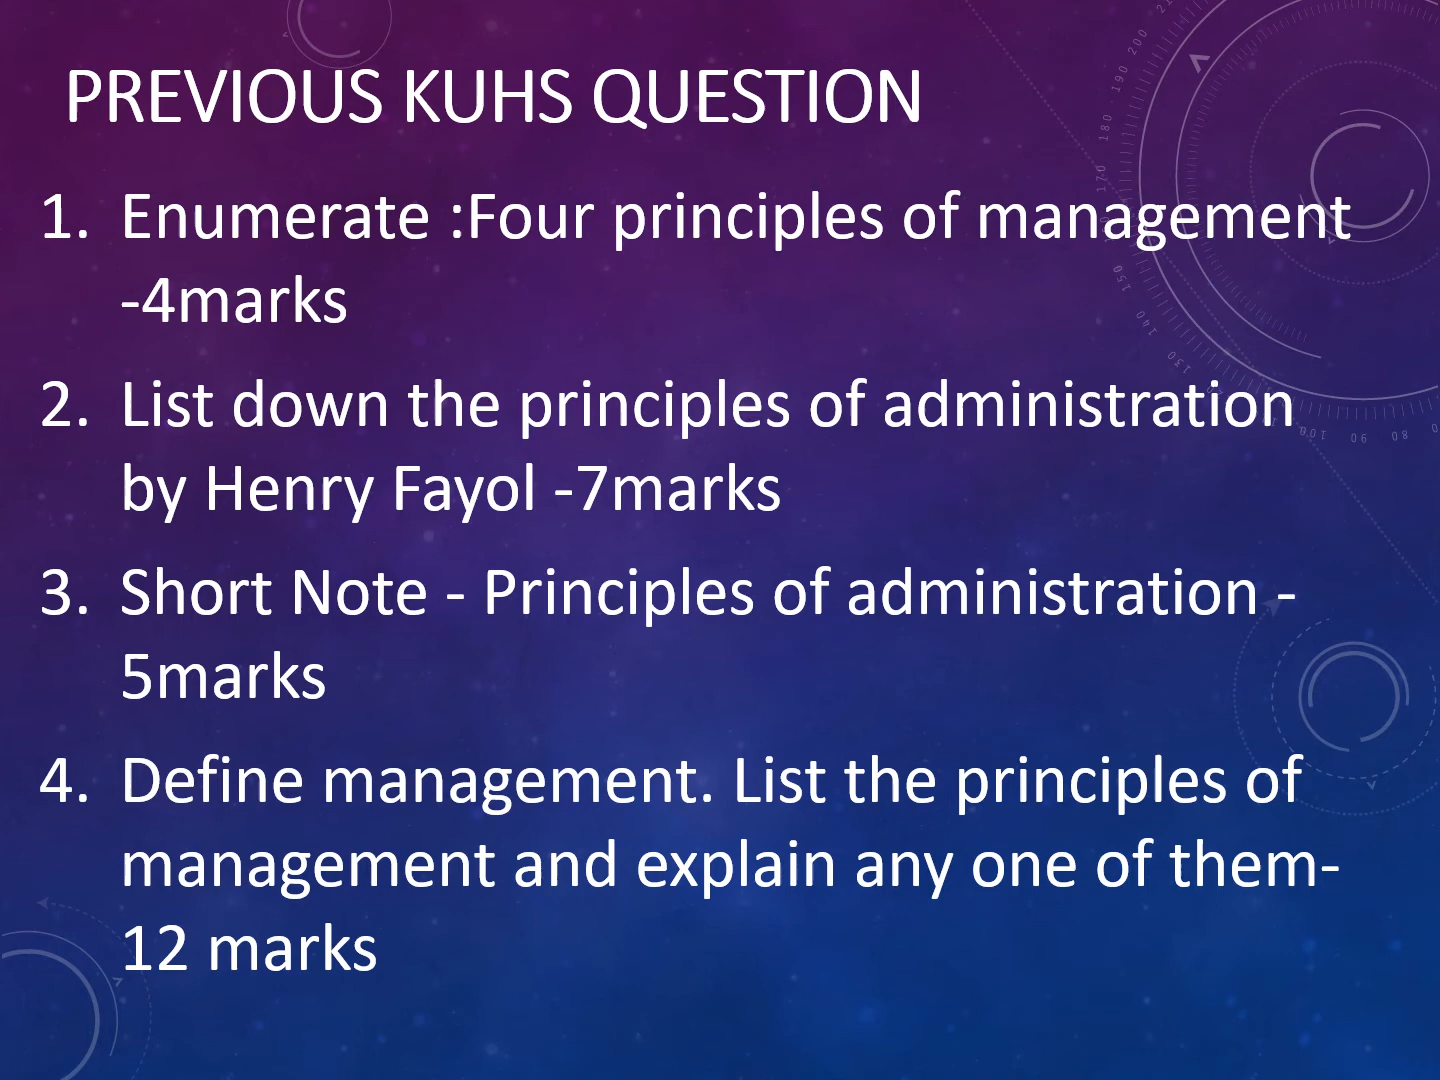 PREVIOUS KUHS QUESTION
1. Enumerate :Four principles of management
-4marks
2. List down the principles of administration
by Henry Fayol -7marks
3. Short Note - Principles of administration -
5marks
4. Define management. List the principles of
management and explain any one of them-
12 marks